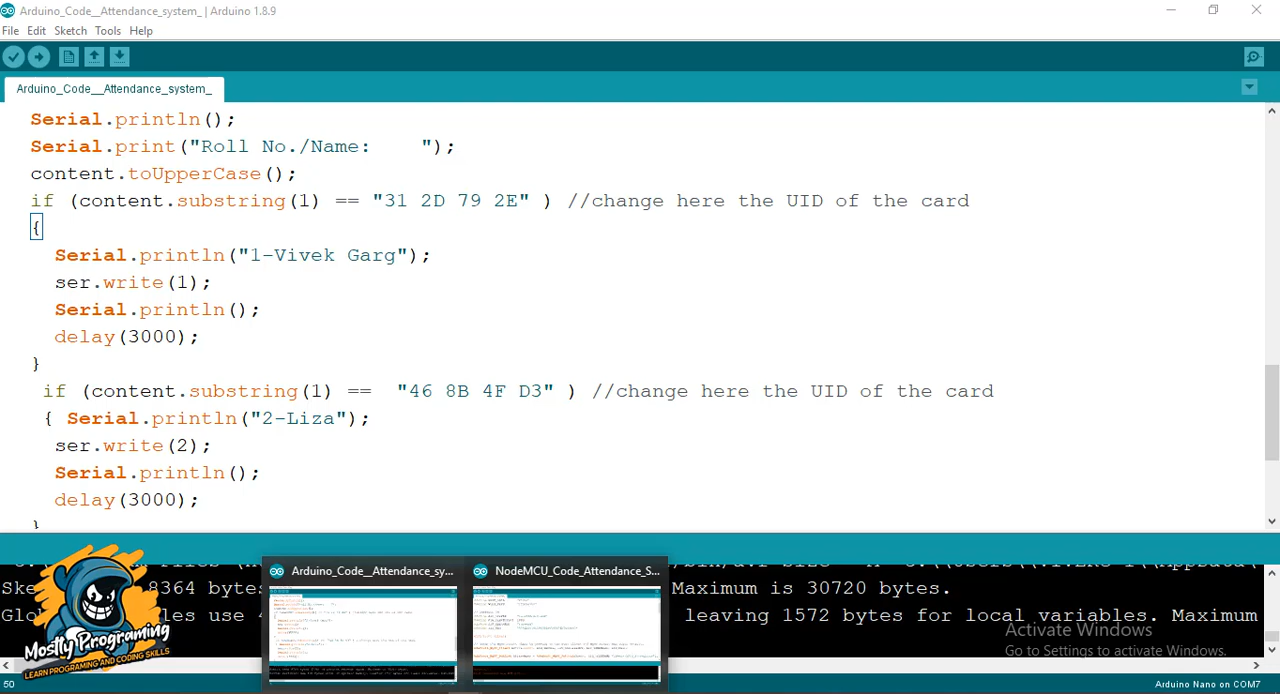 Arduino_Code__Attendance_system_ | Arduino 1.8.9
File Edit Sketch Tools Help
Arduino_Code__Attendance_system_
Serial.println();
Serial.print("Roll No./Name:    ");
content.toUpperCase();
if (content.substring(1) == "31 2D 79 2E" ) //change here the UID of the card
{
Serial.println("1-Vivek Garg");
ser.write(1);
Serial.println();
delay(3000);
}
if (content.substring(1) ==  "46 8B 4F D3" ) //change here the UID of the card
{ Serial.println("2-Liza");
ser.write(2);
Serial.println();
delay(3000);
}
Arduino_Code__Attendance_sy...
NodeMCU_Code_Attendance_S...
8364 Maximum is 30720 bytes.
use leaving 1572 bytes for local variables. Maximum
Mostly Programing
LEARN PROGRAMING AND CODING SKILLS
Activate Windows
Go to Settings to activate Windows.
50
Arduino Nano on COM7